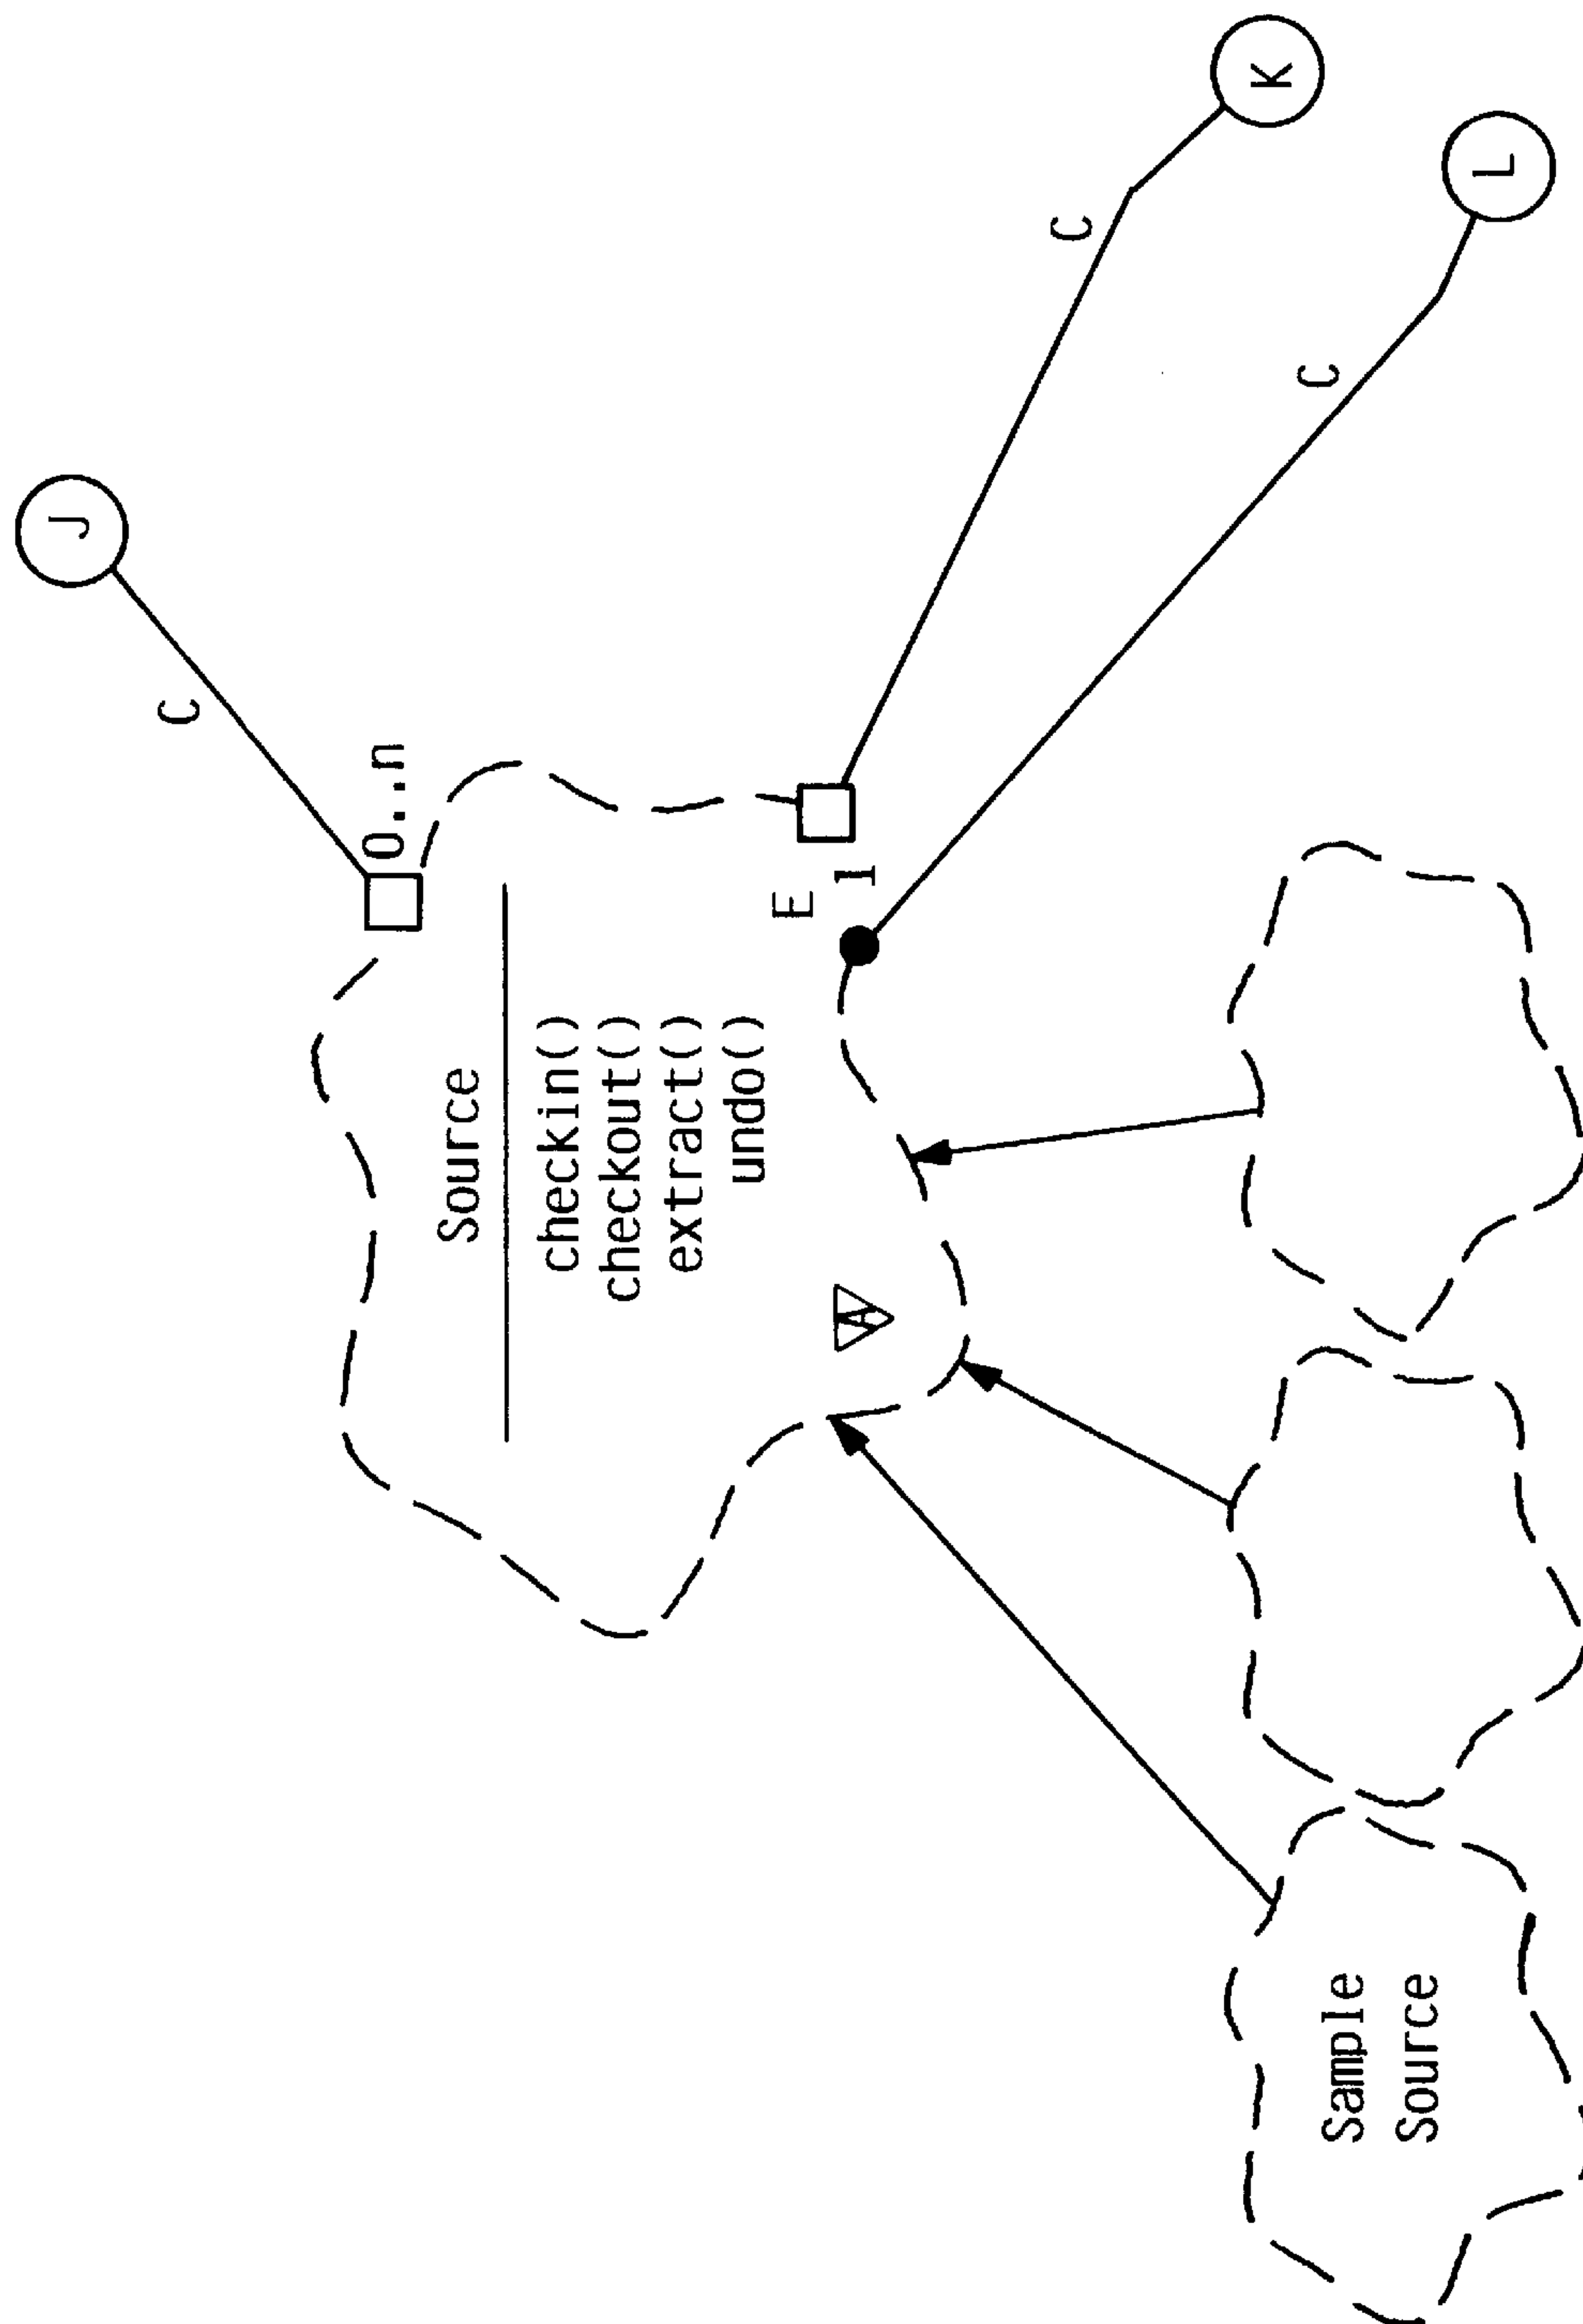 J
C
0..n
Source
checkin()
checkout()
extract()
undo()
E
1
A
C
K
C
L
Sample
Source